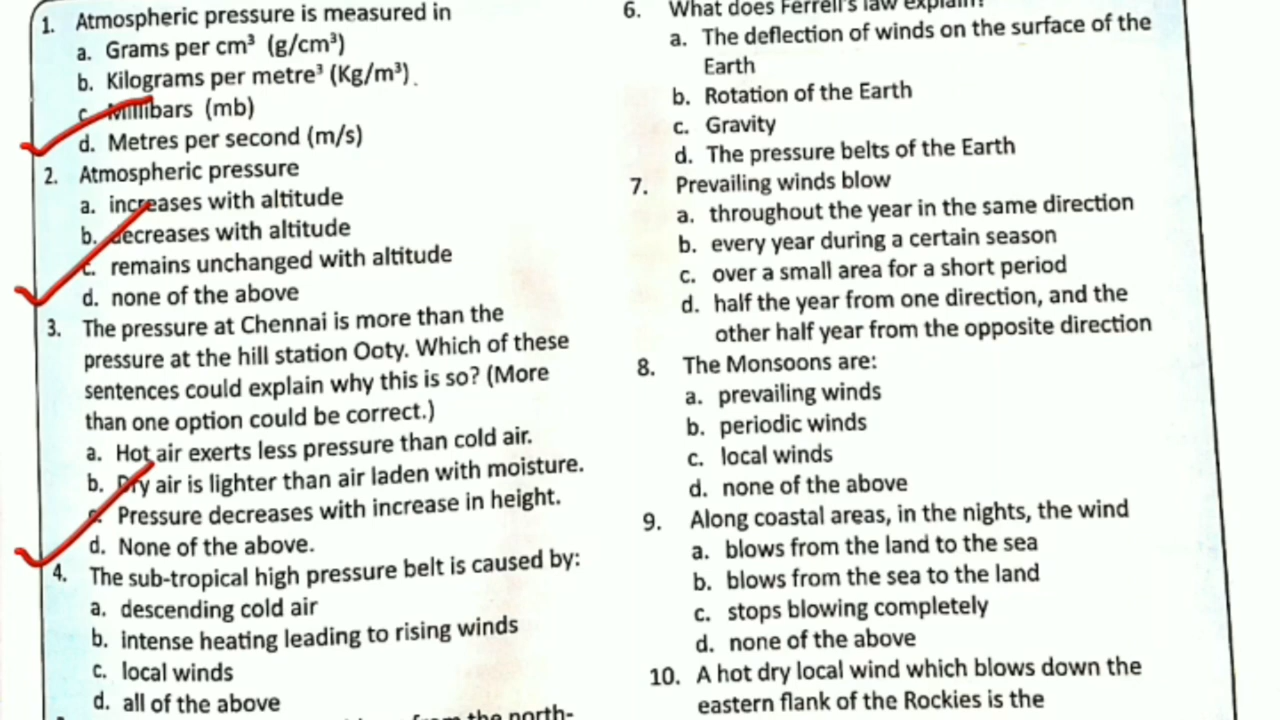 1. Atmospheric pressure is measured in
a. Grams per cm³ (g/cm³)
b. Kilograms per metre³ (Kg/m³)
c. Millibars (mb)
d. Metres per second (m/s)
2. Atmospheric pressure
a. increases with altitude
b. decreases with altitude
c. remains unchanged with altitude
d. none of the above
3. The pressure at Chennai is more than the
pressure at the hill station Ooty. Which of these
sentences could explain why this is so? (More
than one option could be correct.)
a. Hot air exerts less pressure than cold air.
b. Dry air is lighter than air laden with moisture.
c. Pressure decreases with increase in height.
d. None of the above.
4. The sub-tropical high pressure belt is caused by:
a. descending cold air
b. intense heating leading to rising winds
c. local winds
d. all of the above
from the north-
6. What does Ferrell's law explain?
a. The deflection of winds on the surface of the
Earth
b. Rotation of the Earth
c. Gravity
d. The pressure belts of the Earth
7. Prevailing winds blow
a. throughout the year in the same direction
b. every year during a certain season
c. over a small area for a short period
d. half the year from one direction, and the
other half year from the opposite direction
8. The Monsoons are:
a. prevailing winds
b. periodic winds
c. local winds
d. none of the above
9. Along coastal areas, in the nights, the wind
a. blows from the land to the sea
b. blows from the sea to the land
c. stops blowing completely
d. none of the above
10. A hot dry local wind which blows down the
eastern flank of the Rockies is the